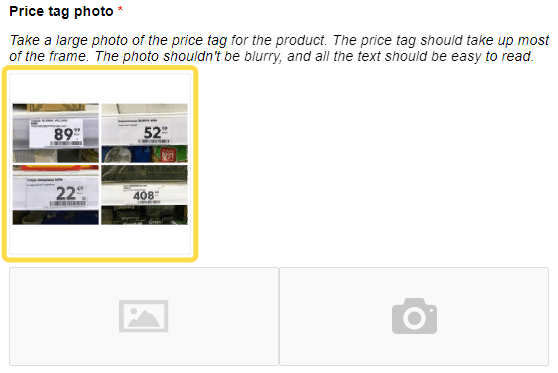 Price tag photo *
Take a large photo of the price tag for the product. The price tag should take up most
of the frame. The photo shouldn't be blurry, and all the text should be easy to read.
89 99
52
22 49
408